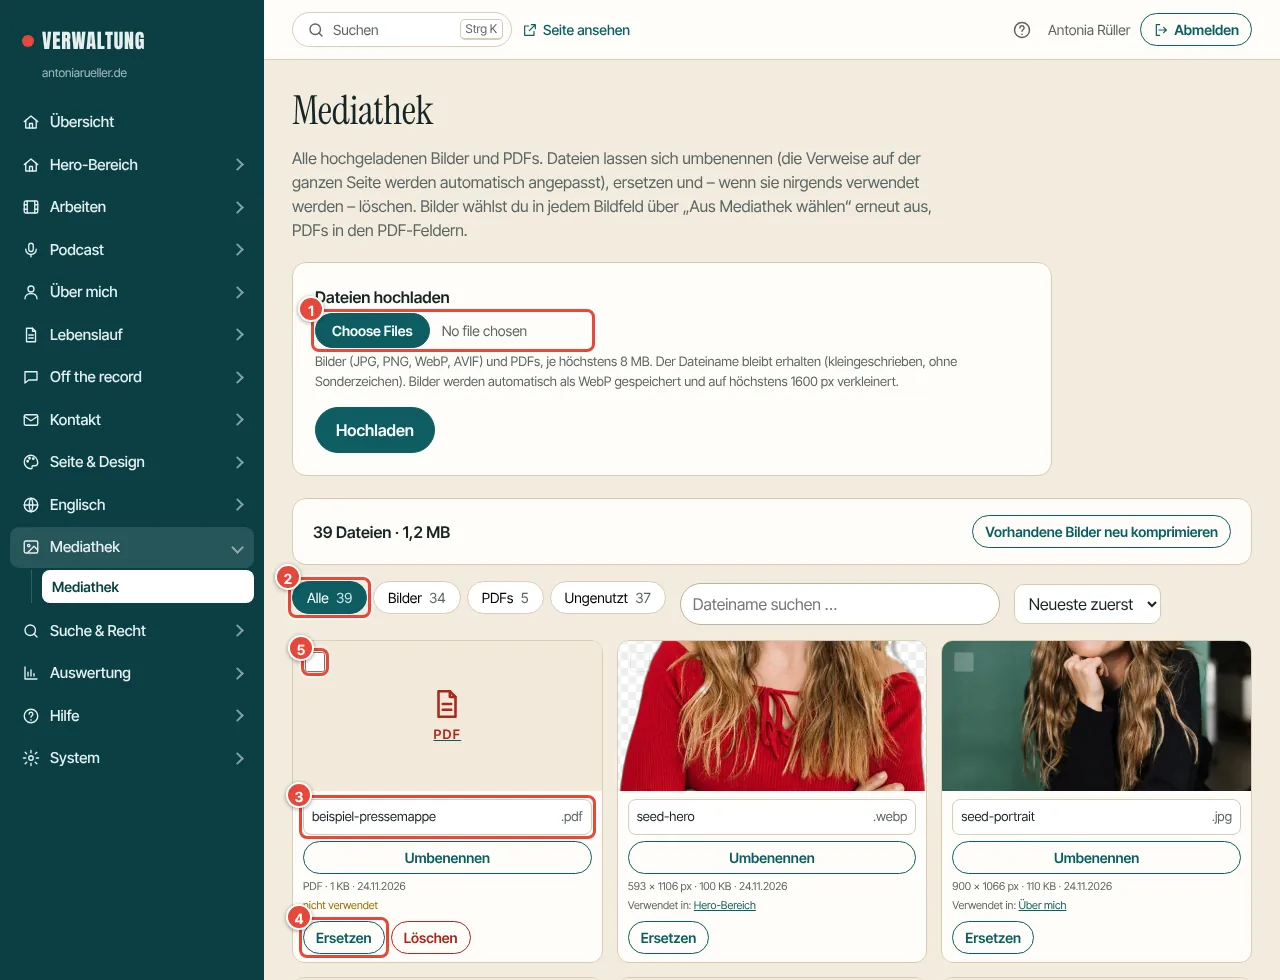 VERWALTUNG
antoniarueller.de
Übersicht
Hero-Bereich
Arbeiten
Podcast
Über mich
Lebenslauf
Off the record
Kontakt
Seite & Design
Englisch
Mediathek
Mediathek
Suche & Recht
Auswertung
Hilfe
System
Suchen Strg K Seite ansehen Antonia Rüller Abmelden
Mediathek
Alle hochgeladenen Bilder und PDFs. Dateien lassen sich umbenennen (die Verweise auf der
ganzen Seite werden automatisch angepasst), ersetzen und – wenn sie nirgends verwendet
werden – löschen. Bilder wählst du in jedem Bildfeld über „Aus Mediathek wählen“ erneut aus,
PDFs in den PDF-Feldern.
Dateien hochladen
1
Choose Files No file chosen
Bilder (JPG, PNG, WebP, AVIF) und PDFs, je höchstens 8 MB. Der Dateiname bleibt erhalten (kleingeschrieben, ohne
Sonderzeichen). Bilder werden automatisch als WebP gespeichert und auf höchstens 1600 px verkleinert.
Hochladen
39 Dateien · 1,2 MB Vorhandene Bilder neu komprimieren
2
Alle 39 Bilder 34 PDFs 5 Ungenutzt 37 Dateiname suchen … Neueste zuerst
5
PDF
3
beispiel-pressemappe .pdf
Umbenennen
PDF · 1 KB · 24.11.2026
nicht verwendet
4
Ersetzen Löschen
seed-hero .webp
Umbenennen
593 × 1106 px · 100 KB · 24.11.2026
Verwendet in: Hero-Bereich
Ersetzen
seed-portrait .jpg
Umbenennen
900 × 1066 px · 110 KB · 24.11.2026
Verwendet in: Über mich
Ersetzen